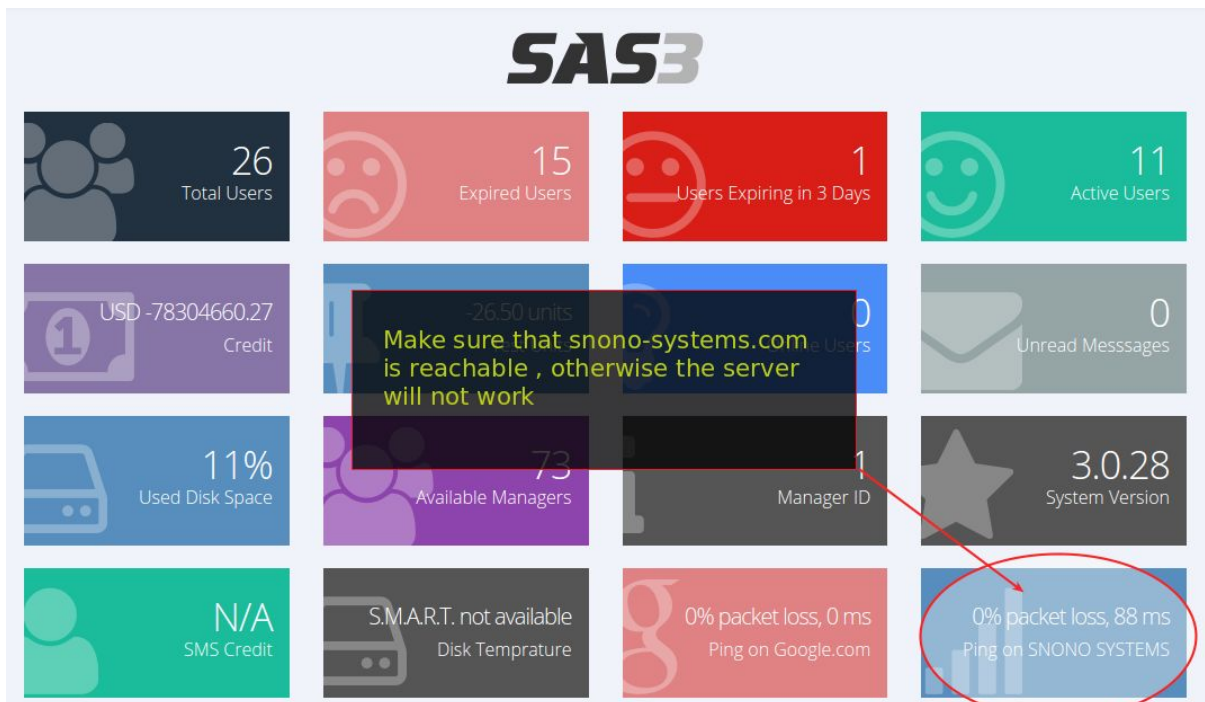 SAS3
26
Total Users
15
Expired Users
1
Users Expiring in 3 Days
11
Active Users
USD -78304660.27
Credit
-26.50 units
0
Users
0
Unread Messsages
Make sure that snono-systems.com
is reachable , otherwise the server
will not work
11%
Used Disk Space
73
Available Managers
1
Manager ID
3.0.28
System Version
N/A
SMS Credit
S.M.A.R.T. not available
Disk Temprature
0% packet loss, 0 ms
Ping on Google.com
0% packet loss, 88 ms
Ping on SNONO SYSTEMS